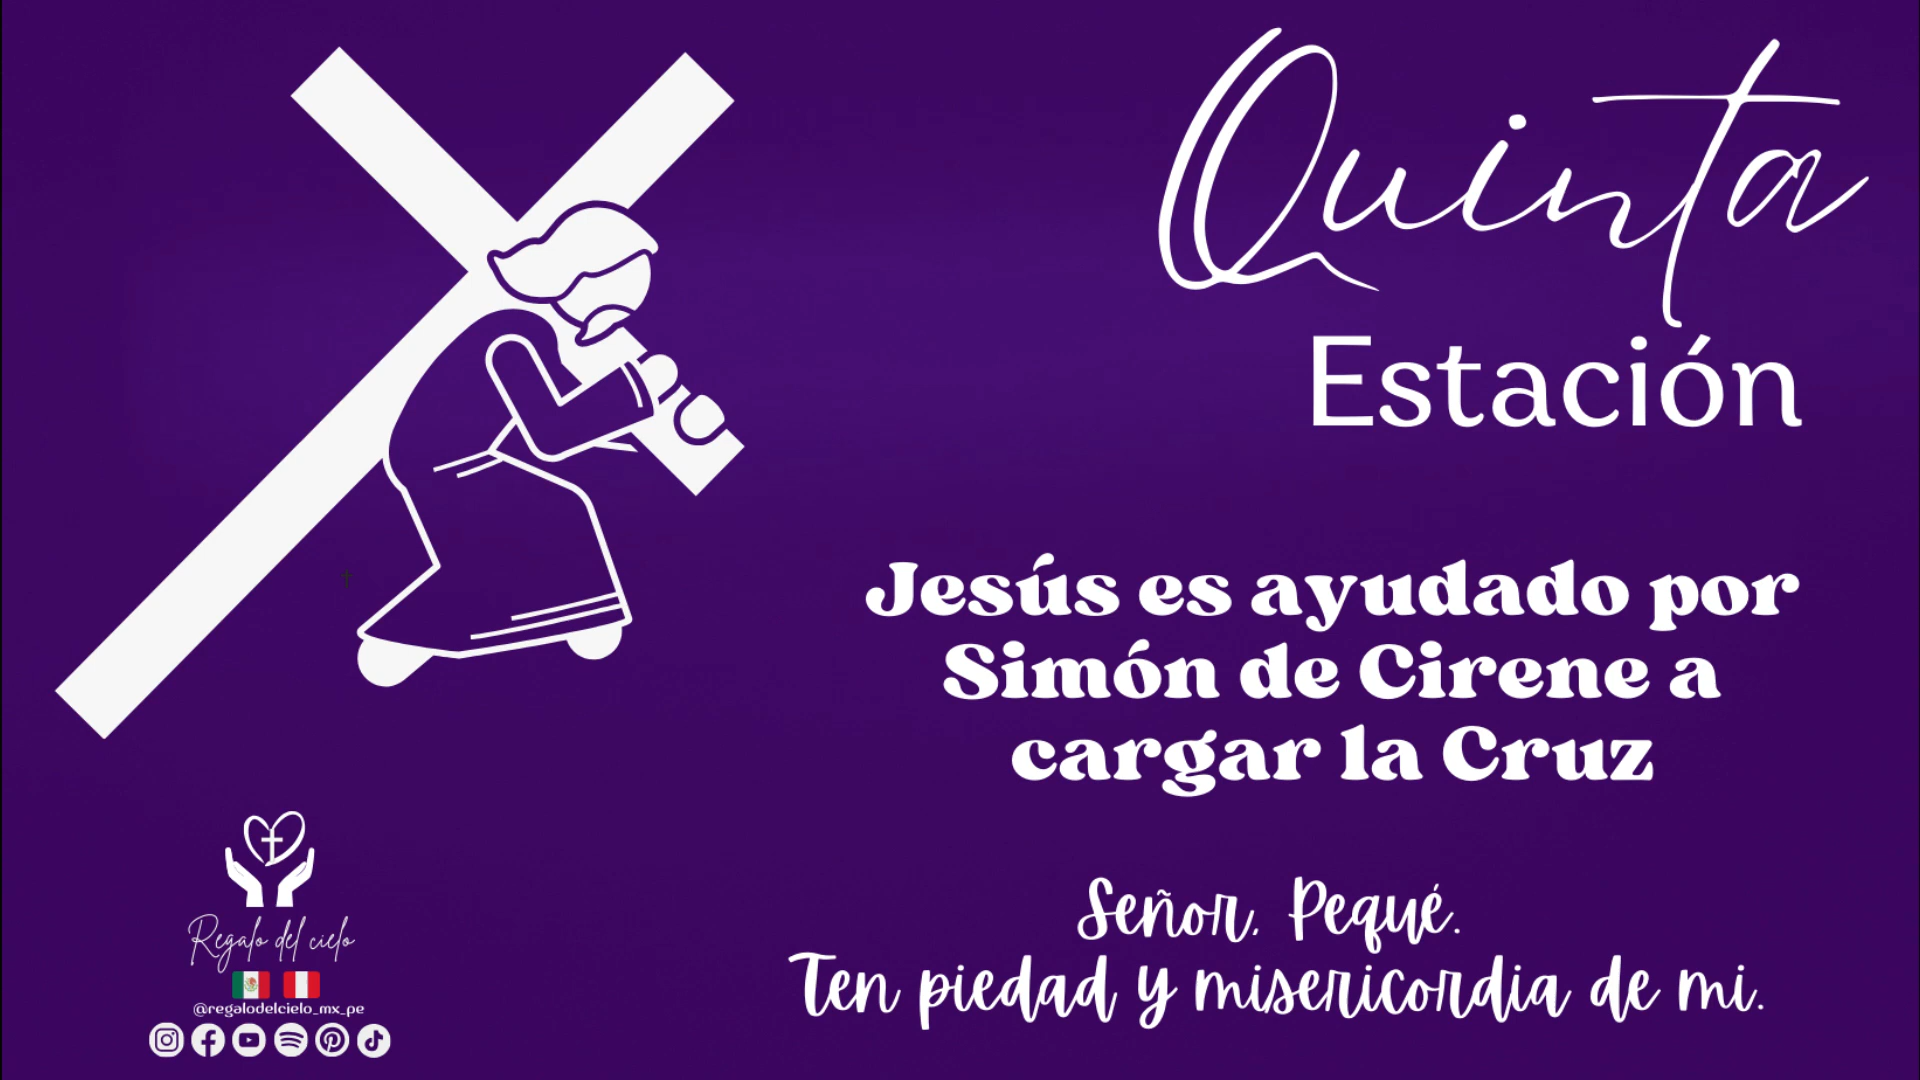 Quinta
Estación
Jesús es ayudado por
Simón de Cirene a
cargar la Cruz
Señor, Pequé.
Ten piedad y misericordia de mi.
Regalo del cielo
@regalodelcielo_mx_pe